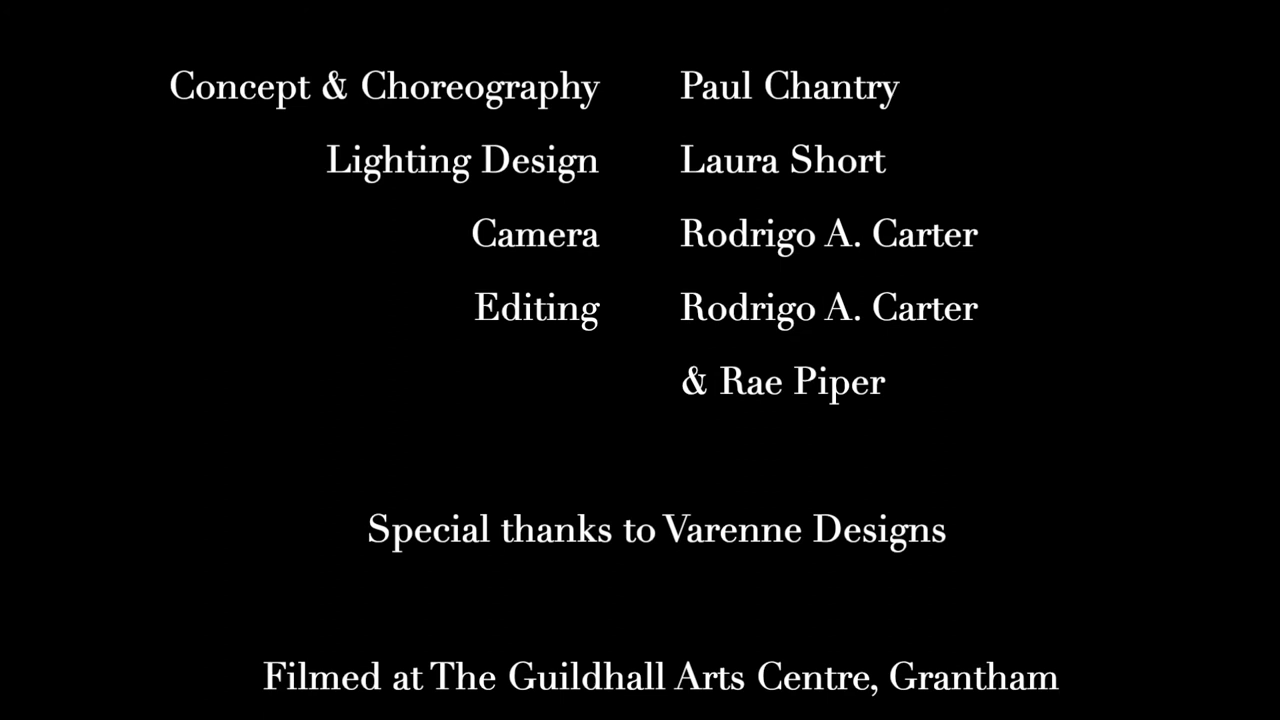 Concept & Choreography Paul Chantry
Lighting Design Laura Short
Camera Rodrigo A. Carter
Editing Rodrigo A. Carter
& Rae Piper
Special thanks to Varenne Designs
Filmed at The Guildhall Arts Centre, Grantham